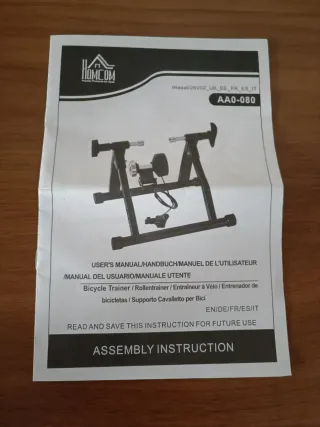 HOMCOM
AA0-080
USER'S MANUAL/HANDBUCH/MANUEL DE L'UTILISATEUR
/MANUAL DEL USUARIO/MANUALE UTENTE
Bicycle Trainer / Rollentrainer / Entraîneur à Vélo / Entrenador de
bicicletas / Supporto Cavalletto per Bici
EN/DE/FR/ES/IT
READ AND SAVE THIS INSTRUCTION FOR FUTURE USE
ASSEMBLY INSTRUCTION